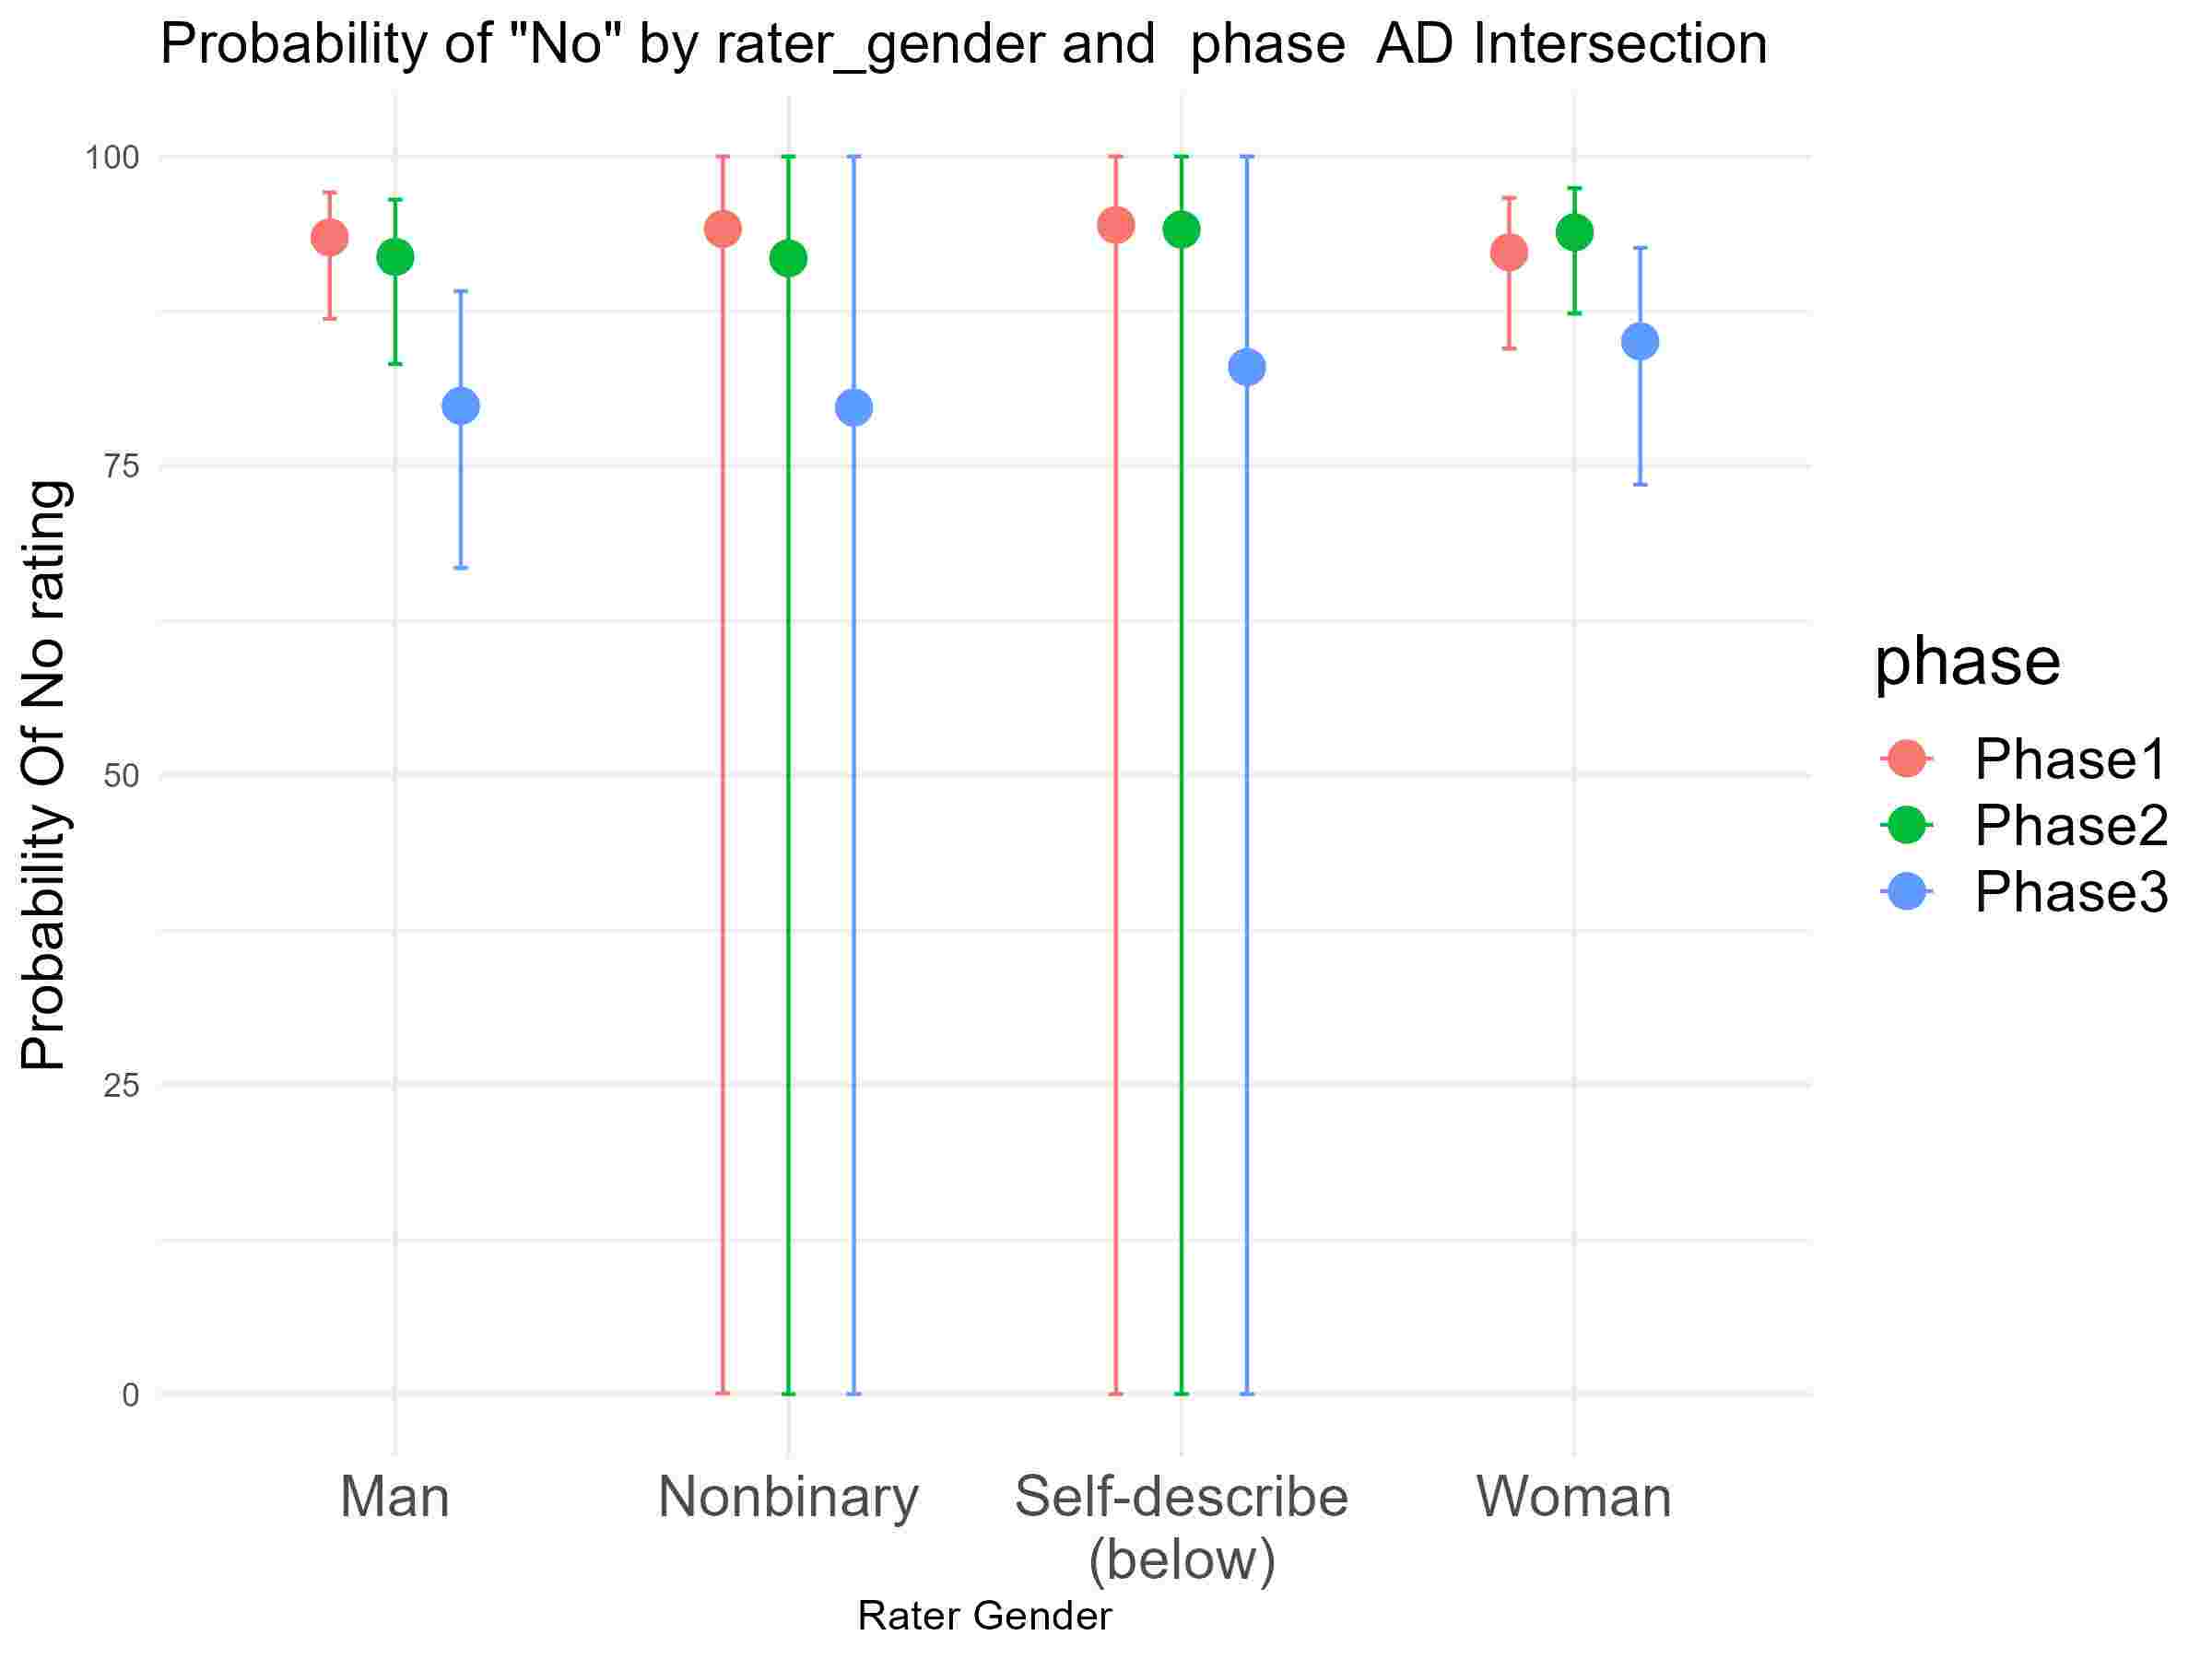 Probability of "No" by rater_gender and  phase  AD Intersection
Probability Of No rating
100
75
50
25
0
Man
Nonbinary
Self-describe
(below)
Woman
Rater Gender
phase
Phase1
Phase2
Phase3